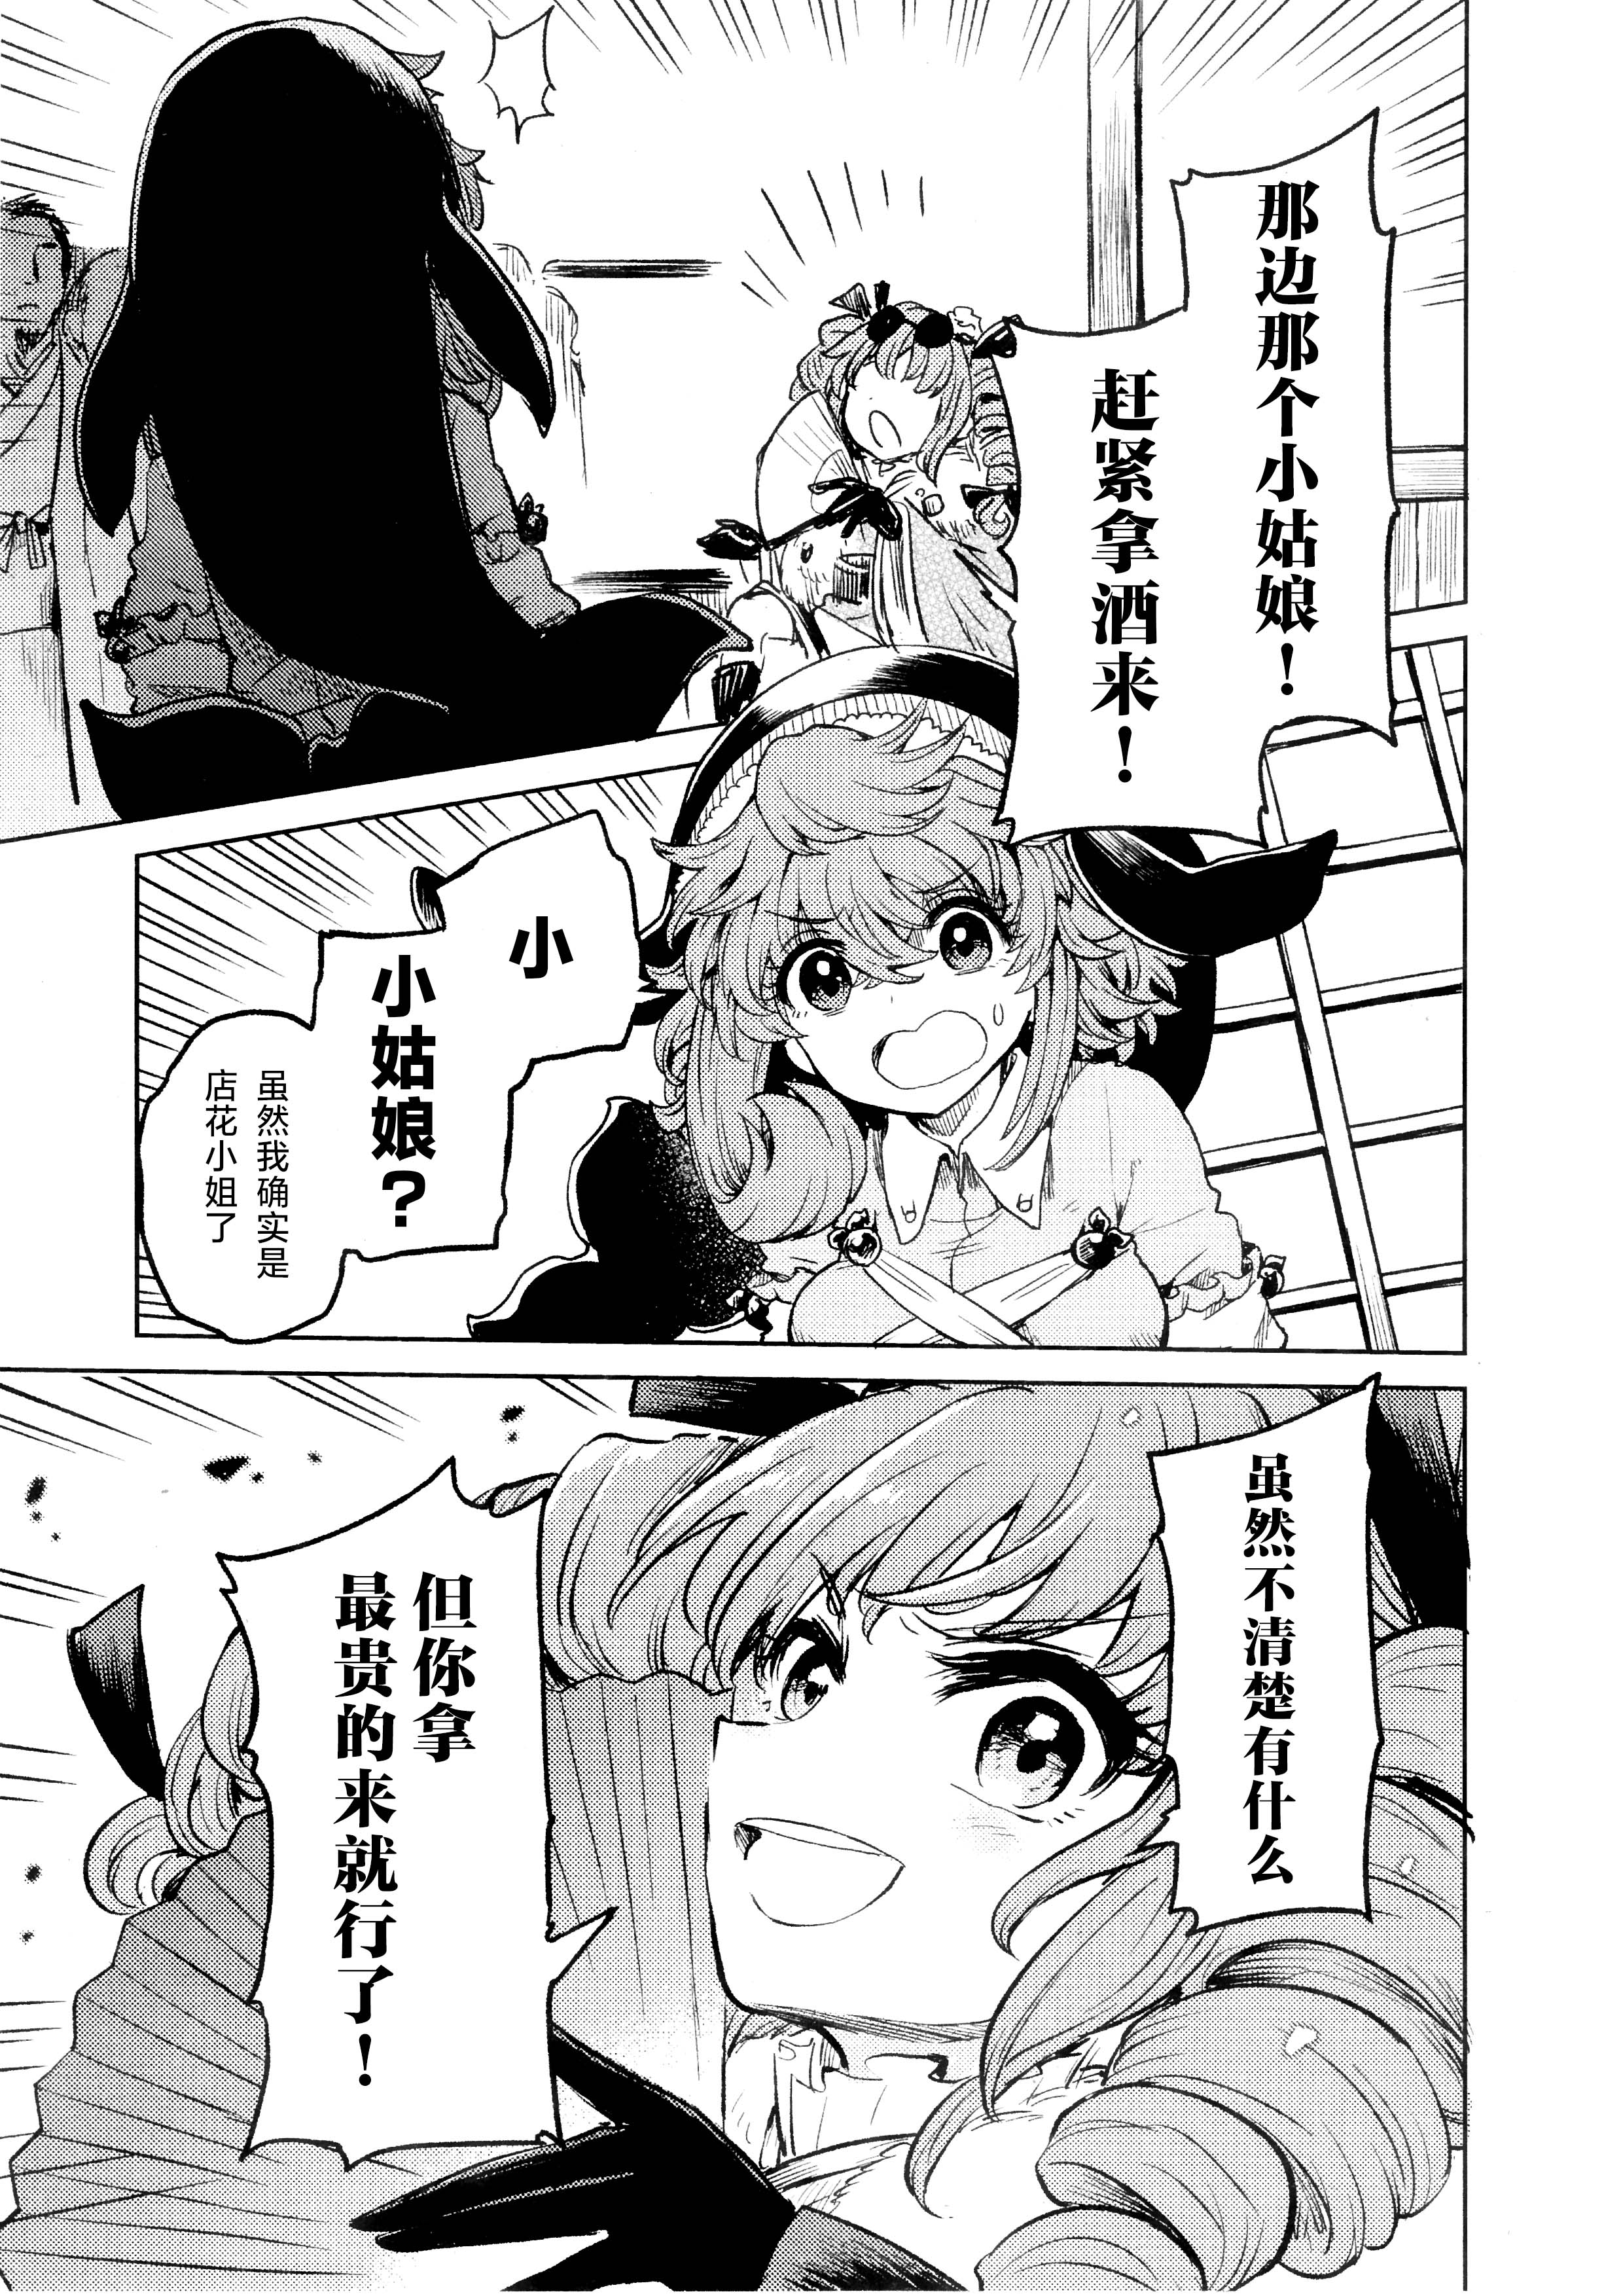 那边那个小姑娘！
赶紧拿酒来！
小
小姑娘？
虽然我确实是
店花小姐了
虽然不清楚有什么
但你拿
最贵的来就行了！